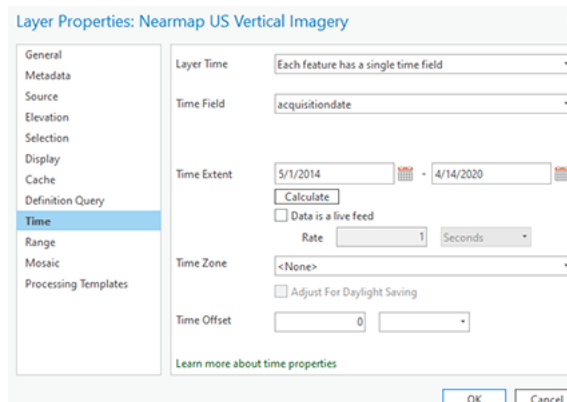 Layer Properties: Nearmap US Vertical Imagery
General
Metadata
Source
Elevation
Selection
Display
Cache
Definition Query
Time
Range
Mosaic
Processing Templates
Layer Time Each feature has a single time field
Time Field acquisitiondate
Time Extent 5/1/2014 - 4/14/2020
Calculate
Data is a live feed
Rate 1 Seconds
Time Zone <None>
Adjust For Daylight Saving
Time Offset 0
Learn more about time properties
OK Cancel